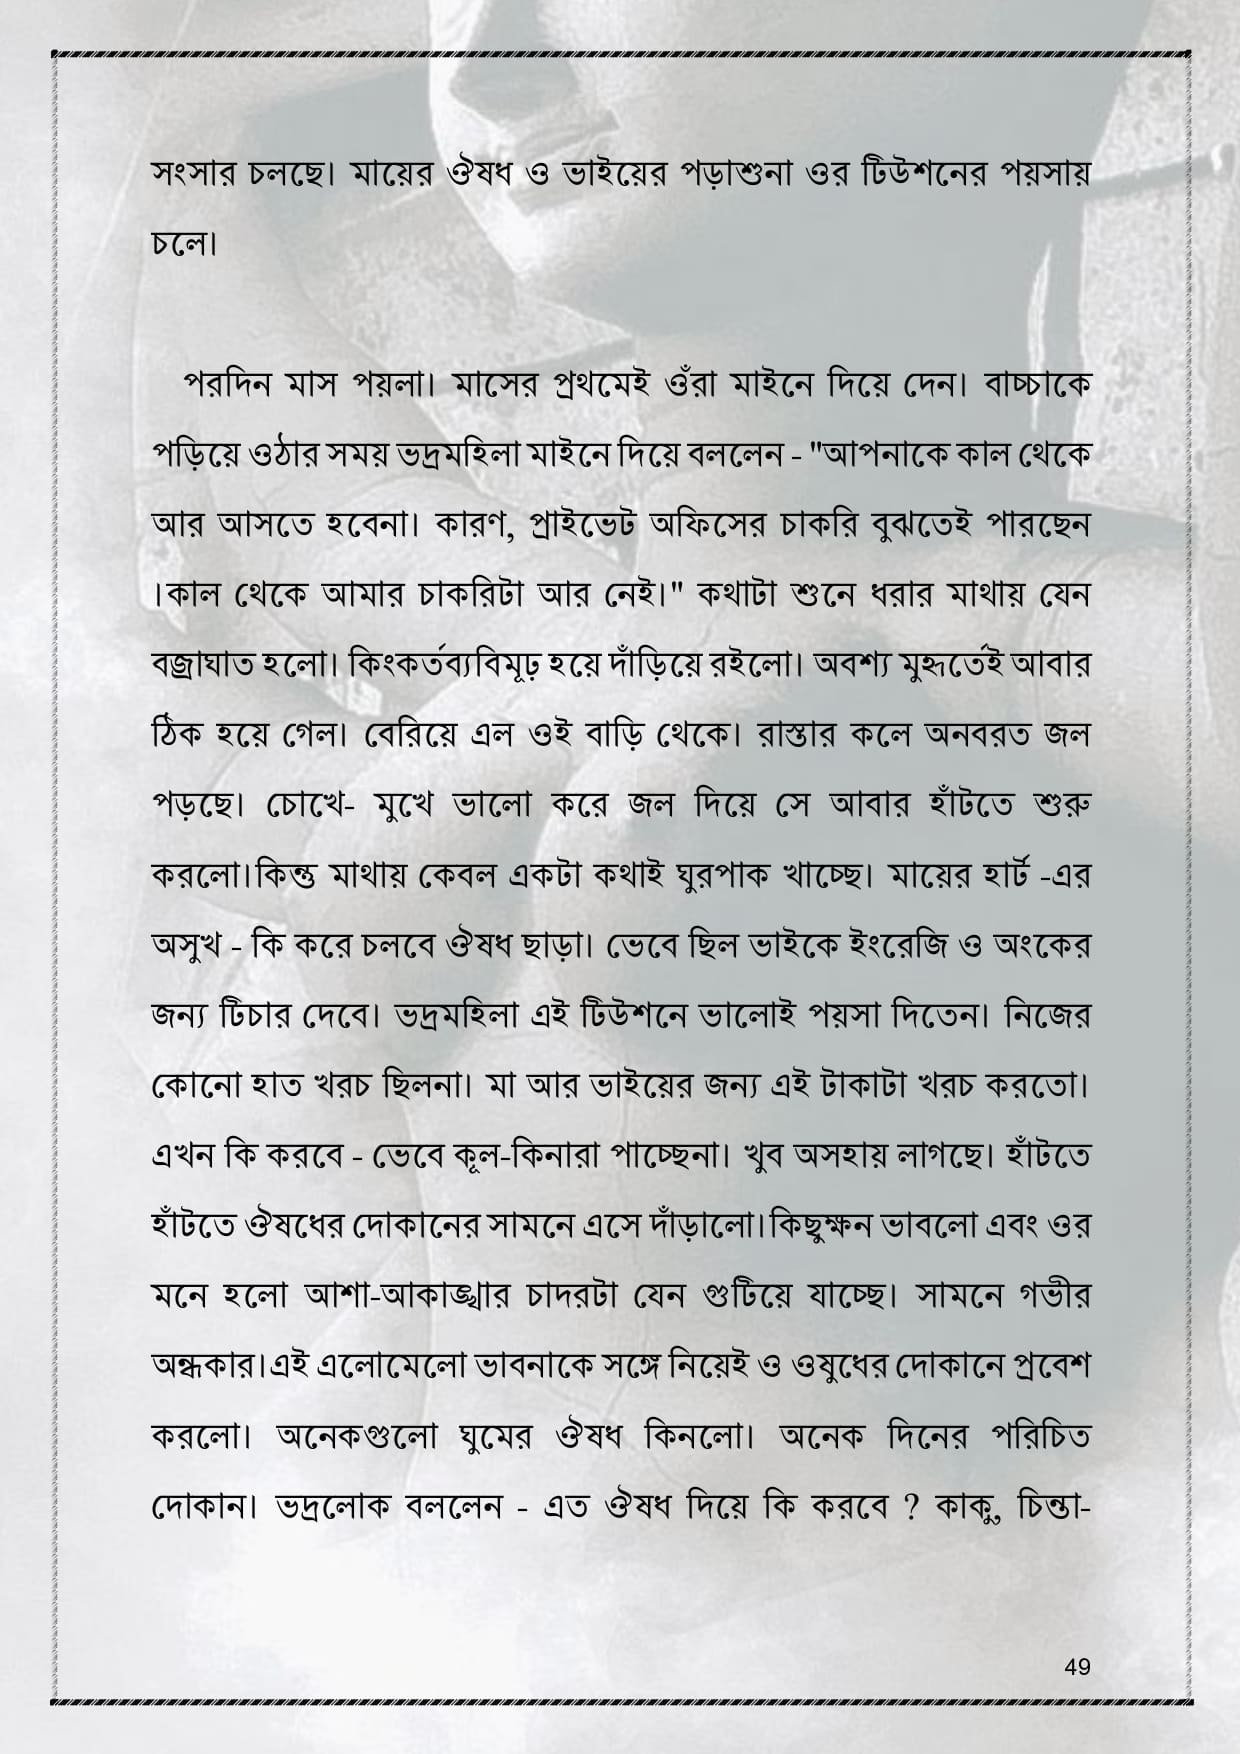 সংসার চলছে। মায়ের ঔষধ ও ভাইয়ের পড়াশুনা ওর টিউশনের পয়সায়
চলে।
পরদিন মাস পয়লা। মাসের প্রথমেই ওঁরা মাইনে দিয়ে দেন। বাচ্চাকে
পড়িয়ে ওঠার সময় ভদ্রমহিলা মাইনে দিয়ে বললেন - "আপনাকে কাল থেকে
আর আসতে হবেনা। কারণ, প্রাইভেট অফিসের চাকরি বুঝতেই পারছেন
।কাল থেকে আমার চাকরিটা আর নেই।" কথাটা শুনে ধরার মাথায় যেন
বজ্রাঘাত হলো। কিংকর্তব্যবিমূঢ় হয়ে দাঁড়িয়ে রইলো। অবশ্য মুহূর্তেই আবার
ঠিক হয়ে গেল। বেরিয়ে এল ওই বাড়ি থেকে। রাস্তার কলে অনবরত জল
পড়ছে। চোখে- মুখে ভালো করে জল দিয়ে সে আবার হাঁটতে শুরু
করলো।কিন্তু মাথায় কেবল একটা কথাই ঘুরপাক খাচ্ছে। মায়ের হার্ট -এর
অসুখ - কি করে চলবে ঔষধ ছাড়া। ভেবে ছিল ভাইকে ইংরেজি ও অংকের
জন্য টিচার দেবে। ভদ্রমহিলা এই টিউশনে ভালোই পয়সা দিতেন। নিজের
কোনো হাত খরচ ছিলনা। মা আর ভাইয়ের জন্য এই টাকাটা খরচ করতো।
এখন কি করবে - ভেবে কূল-কিনারা পাচ্ছেনা। খুব অসহায় লাগছে। হাঁটতে
হাঁটতে ঔষধের দোকানের সামনে এসে দাঁড়ালো।কিছুক্ষন ভাবলো এবং ওর
মনে হলো আশা-আকাঙ্খার চাদরটা যেন গুটিয়ে যাচ্ছে। সামনে গভীর
অন্ধকার।এই এলোমেলো ভাবনাকে সঙ্গে নিয়েই ও ওষুধের দোকানে প্রবেশ
করলো। অনেকগুলো ঘুমের ঔষধ কিনলো। অনেক দিনের পরিচিত
দোকান। ভদ্রলোক বললেন - এত ঔষধ দিয়ে কি করবে ? কাকু, চিন্তা-
49